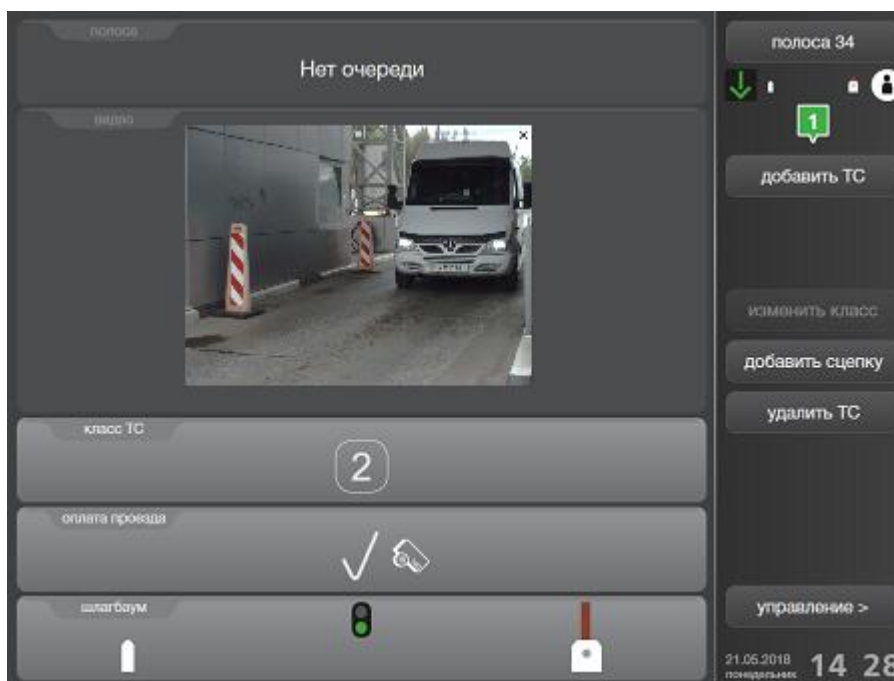 полоса
Нет очереди
видео
класс ТС
2
оплата проезда
шлагбаум
полоса 34
1
добавить ТС
изменить класс
добавить сцепку
удалить ТС
управление >
21.05.2018
понедельник
14 28